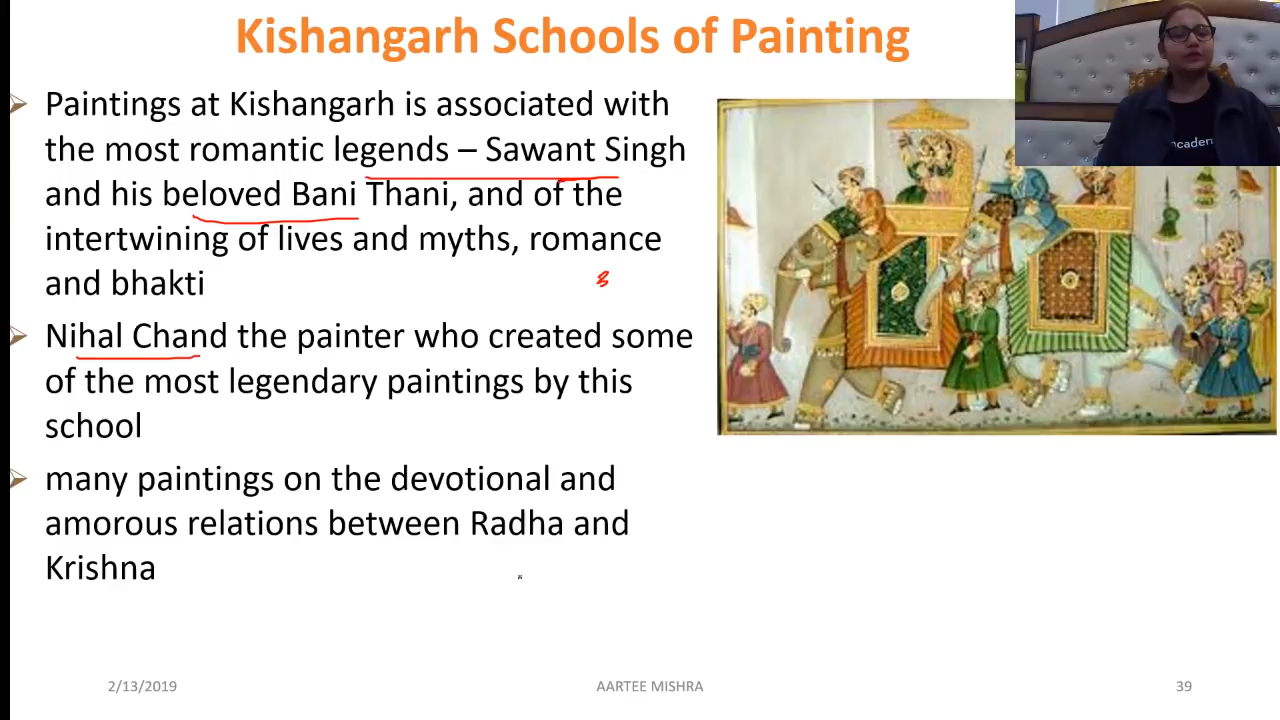 Kishangarh Schools of Painting
Paintings at Kishangarh is associated with
the most romantic legends – Sawant Singh
and his beloved Bani Thani, and of the
intertwining of lives and myths, romance
and bhakti
Nihal Chand the painter who created some
of the most legendary paintings by this
school
many paintings on the devotional and
amorous relations between Radha and
Krishna
2/13/2019
AARTEE MISHRA
39